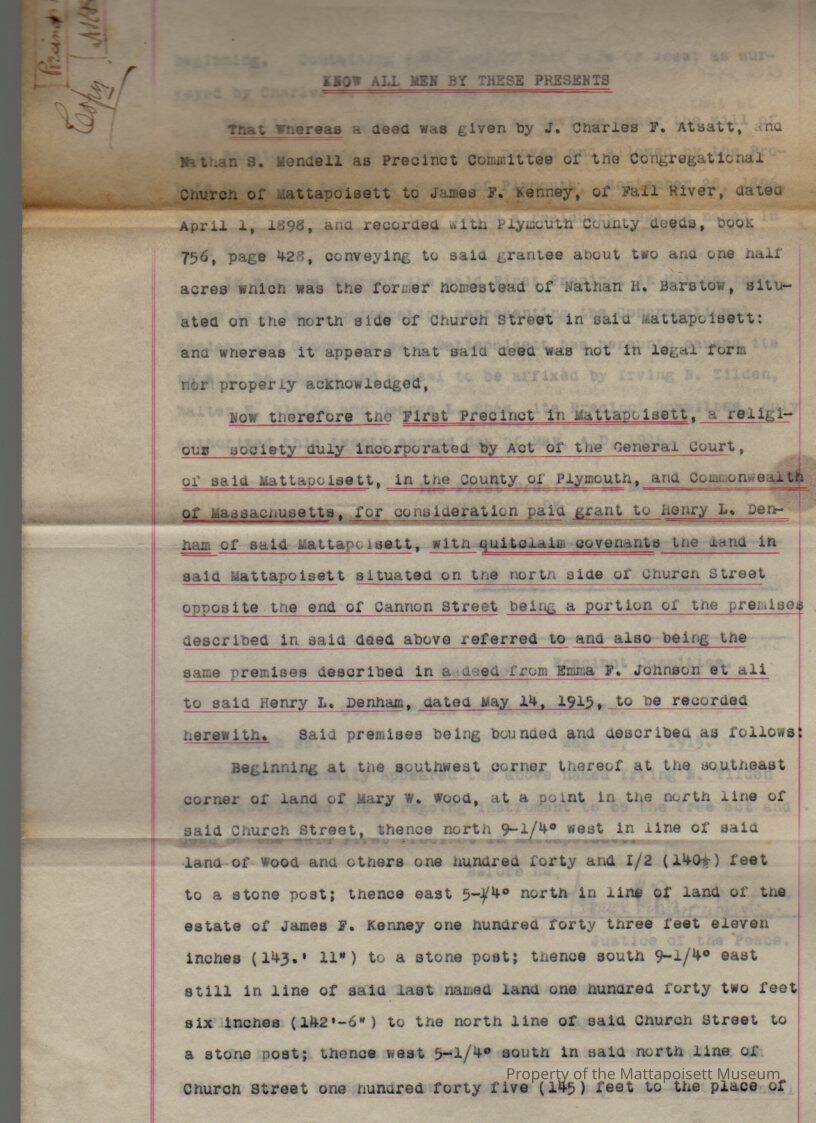 Precinct
Copy
KNOW ALL MEN BY THESE PRESENTS
That Whereas a deed was given by J. Charles F. Atsatt, and
Nathan S. Mendell as Precinct Committee of the Congregational
Church of Mattapoisett to James F. Kenney, of Fall River, dated
April 1, 1898, and recorded with Plymouth County deeds, book
756, page 428, conveying to said grantee about two and one half
acres which was the former homestead of Nathan H. Barstow, situ-
ated on the north side of Church Street in said Mattapoisett:
and whereas it appears that said deed was not in legal form
nor properly acknowledged,
Now therefore the First Precinct in Mattapoisett, a religi-
ous society duly incorporated by Act of the General Court,
of said Mattapoisett, in the County of Plymouth, and Commonwealth
of Massachusetts, for consideration paid grant to Henry L. Den-
ham of said Mattapoisett, with quitclaim covenants the land in
said Mattapoisett situated on the north side of Church Street
opposite the end of Cannon Street being a portion of the premises
described in said deed above referred to and also being the
same premises described in a deed from Emma F. Johnson et ali
to said Henry L. Denham, dated May 14, 1915, to be recorded
herewith. Said premises being bounded and described as follows:
Beginning at the southwest corner thereof at the southeast
corner of land of Mary W. Wood, at a point in the north line of
said Church Street, thence north 9-1/4° west in line of said
land of Wood and others one hundred forty and 1/2 (140½) feet
to a stone post; thence east 5-1/4° north in line of land of the
estate of James F. Kenney one hundred forty three feet eleven
inches (143.' 11") to a stone post; thence south 9-1/4° east
still in line of said last named land one hundred forty two feet
six inches (142'-6") to the north line of said Church Street to
a stone post; thence west 5-1/4° south in said north line of
Church Street one hundred forty five (145) feet to the place of
Property of the Mattapoisett Museum